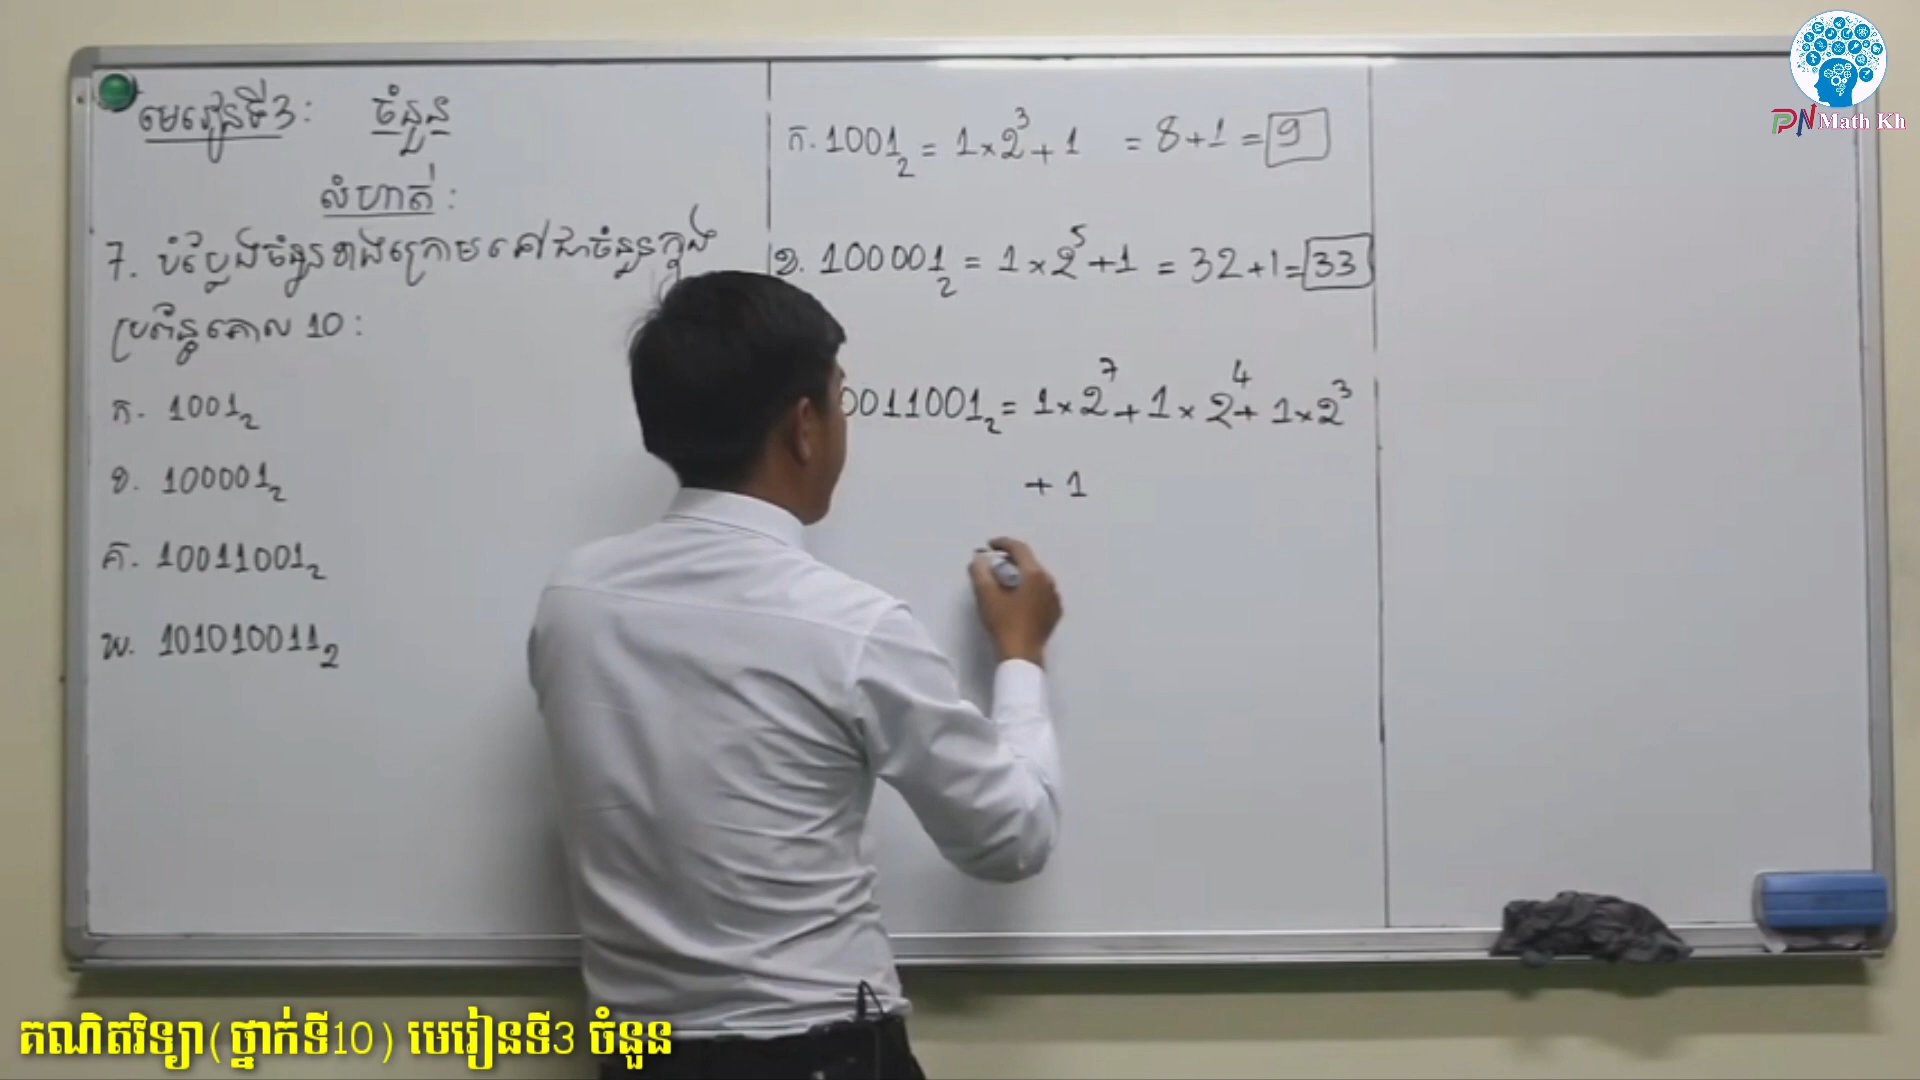 មេរៀនទី3: ចំនួន
លំហាត់:
7. បំប្លែងចំនួនខាងក្រោមទៅជាចំនួនក្នុង
ប្រព័ន្ធគោល 10:
ក. 1001₂
ខ. 100001₂
គ. 10011001₂
ឃ. 101010011₂
ក. 1001₂ = 1×2³ + 1 = 8+1 = 9
ខ. 100001₂ = 1×2⁵ + 1 = 32+1 = 33
0011001₂ = 1×2⁷ + 1×2⁴ + 1×2³
+ 1
PN Math Kh
គណិតវិទ្យា(ថ្នាក់ទី10) មេរៀនទី3 ចំនួន